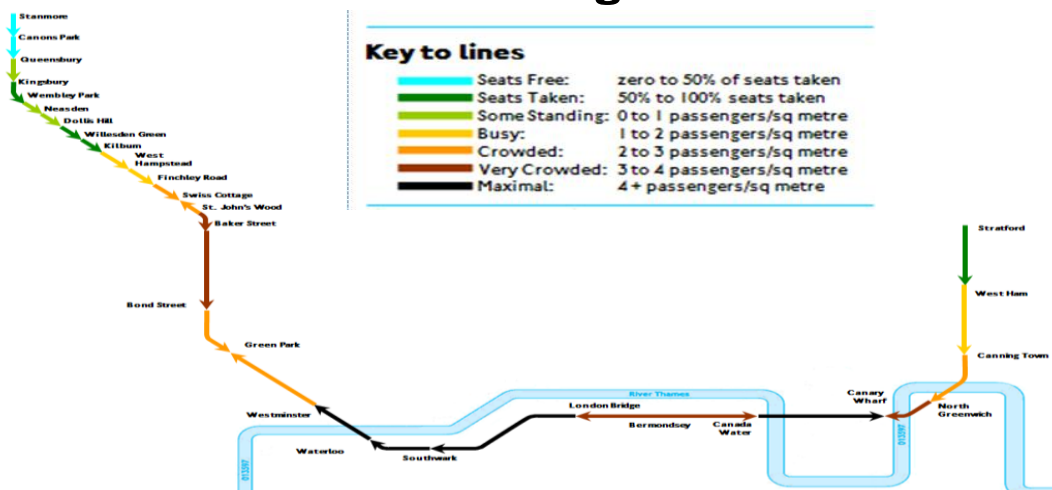 Stanmore
Canons Park
Queensbury
Kingsbury
Wembley Park
Neasden
Dollis Hill
Willesden Green
Kilburn
West
Hampstead
Finchley Road
Swiss Cottage
St. John's Wood
Baker Street
Bond Street
Green Park
Westminster
Waterloo
Southwark
London Bridge
Bermondsey
Canada
Water
Canary
Wharf
North
Greenwich
Canning Town
West Ham
Stratford
River Thames
Key to lines
Seats Free: zero to 50% of seats taken
Seats Taken: 50% to 100% seats taken
Some Standing: 0 to 1 passengers/sq metre
Busy: 1 to 2 passengers/sq metre
Crowded: 2 to 3 passengers/sq metre
Very Crowded: 3 to 4 passengers/sq metre
Maximal: 4+ passengers/sq metre